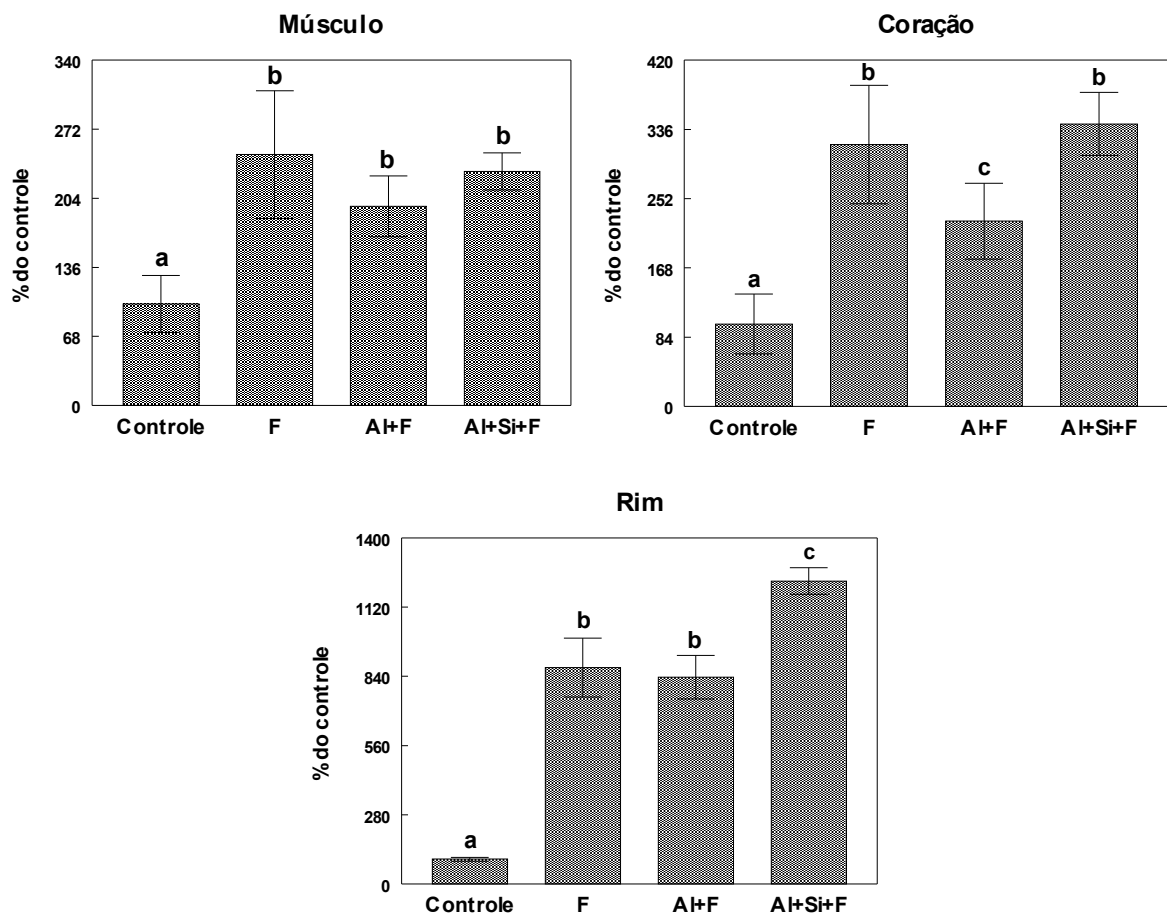 Músculo
% do controle
340
272
204
136
68
0
a
b
b
b
Controle F Al+F Al+Si+F
Coração
% do controle
420
336
252
168
84
0
a
b
c
b
Controle F Al+F Al+Si+F
Rim
% do controle
1400
1120
840
560
280
0
a
b
b
c
Controle F Al+F Al+Si+F